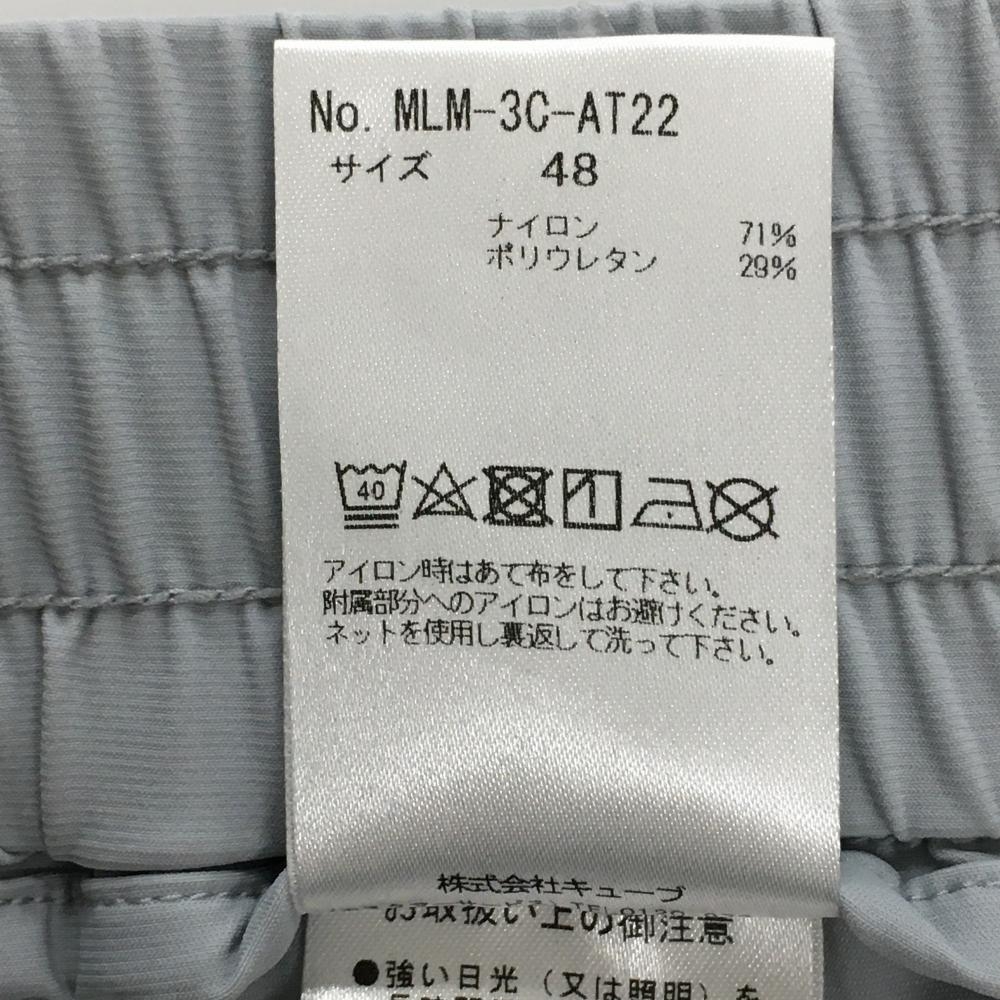 No. MLM-3C-AT22
サイズ 48
ナイロン 71%
ポリウレタン 29%
40
アイロン時はあて布をして下さい。
附属部分へのアイロンはお避けください。
ネットを使用し裏返して洗って下さい。
株式会社キューブ
お取扱い上の御注意
●強い日光(又は照明)を